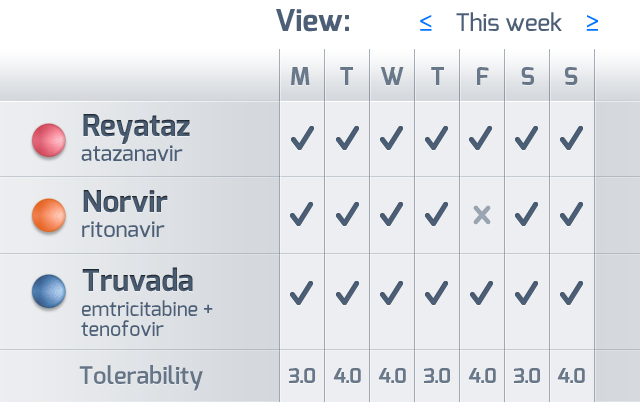 View: ≤ This week ≥
M T W T F S S
Reyataz
atazanavir
Norvir
ritonavir
Truvada
emtricitabine +
tenofovir
Tolerability 3.0 4.0 4.0 3.0 4.0 3.0 4.0